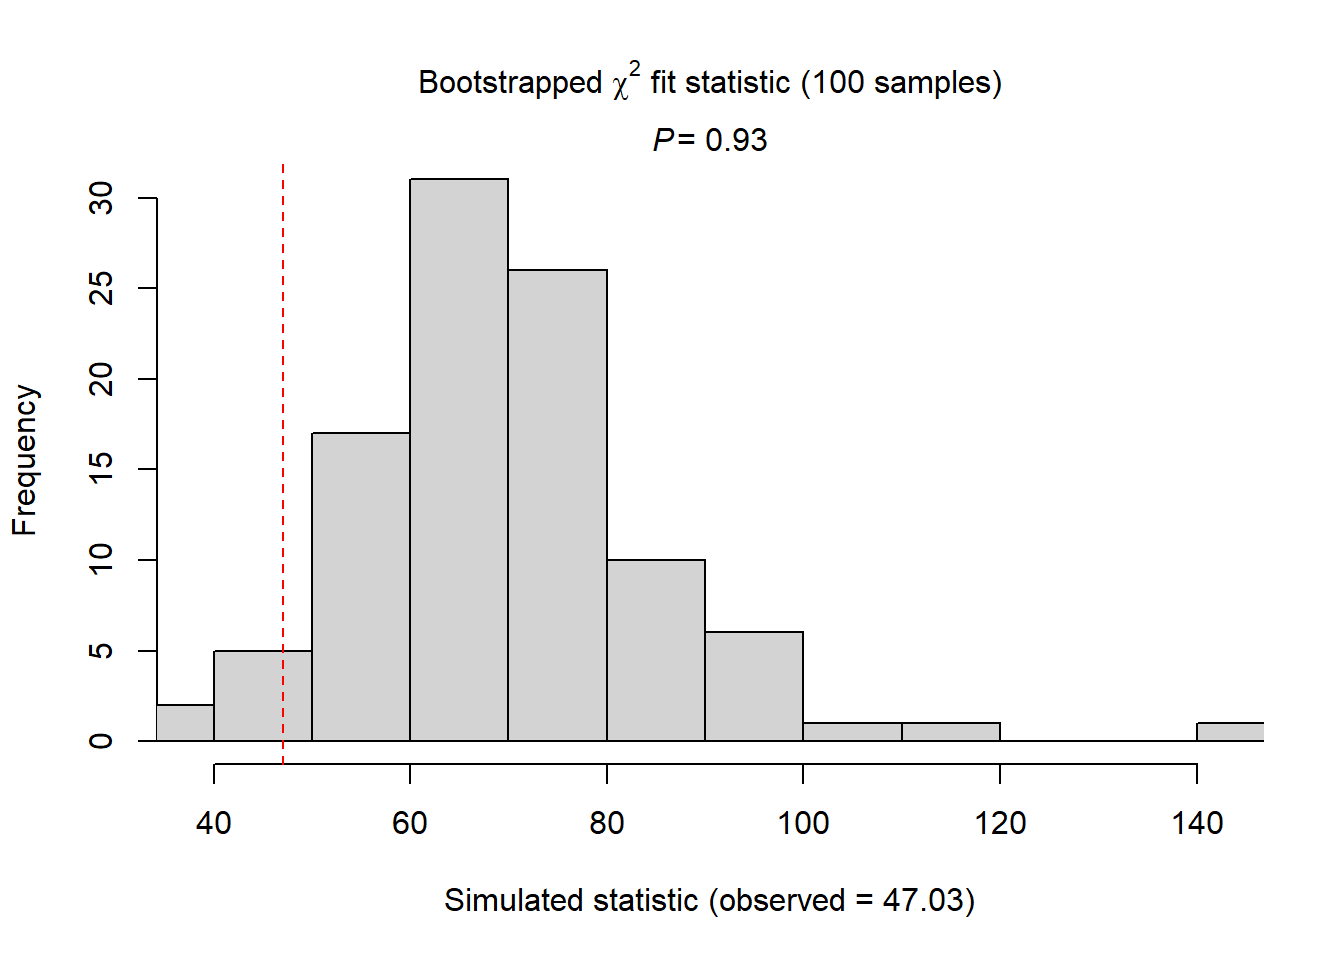 Bootstrapped χ² fit statistic (100 samples)
P = 0.93
Frequency
30
25
20
15
10
5
0
40 60 80 100 120 140
Simulated statistic (observed = 47.03)